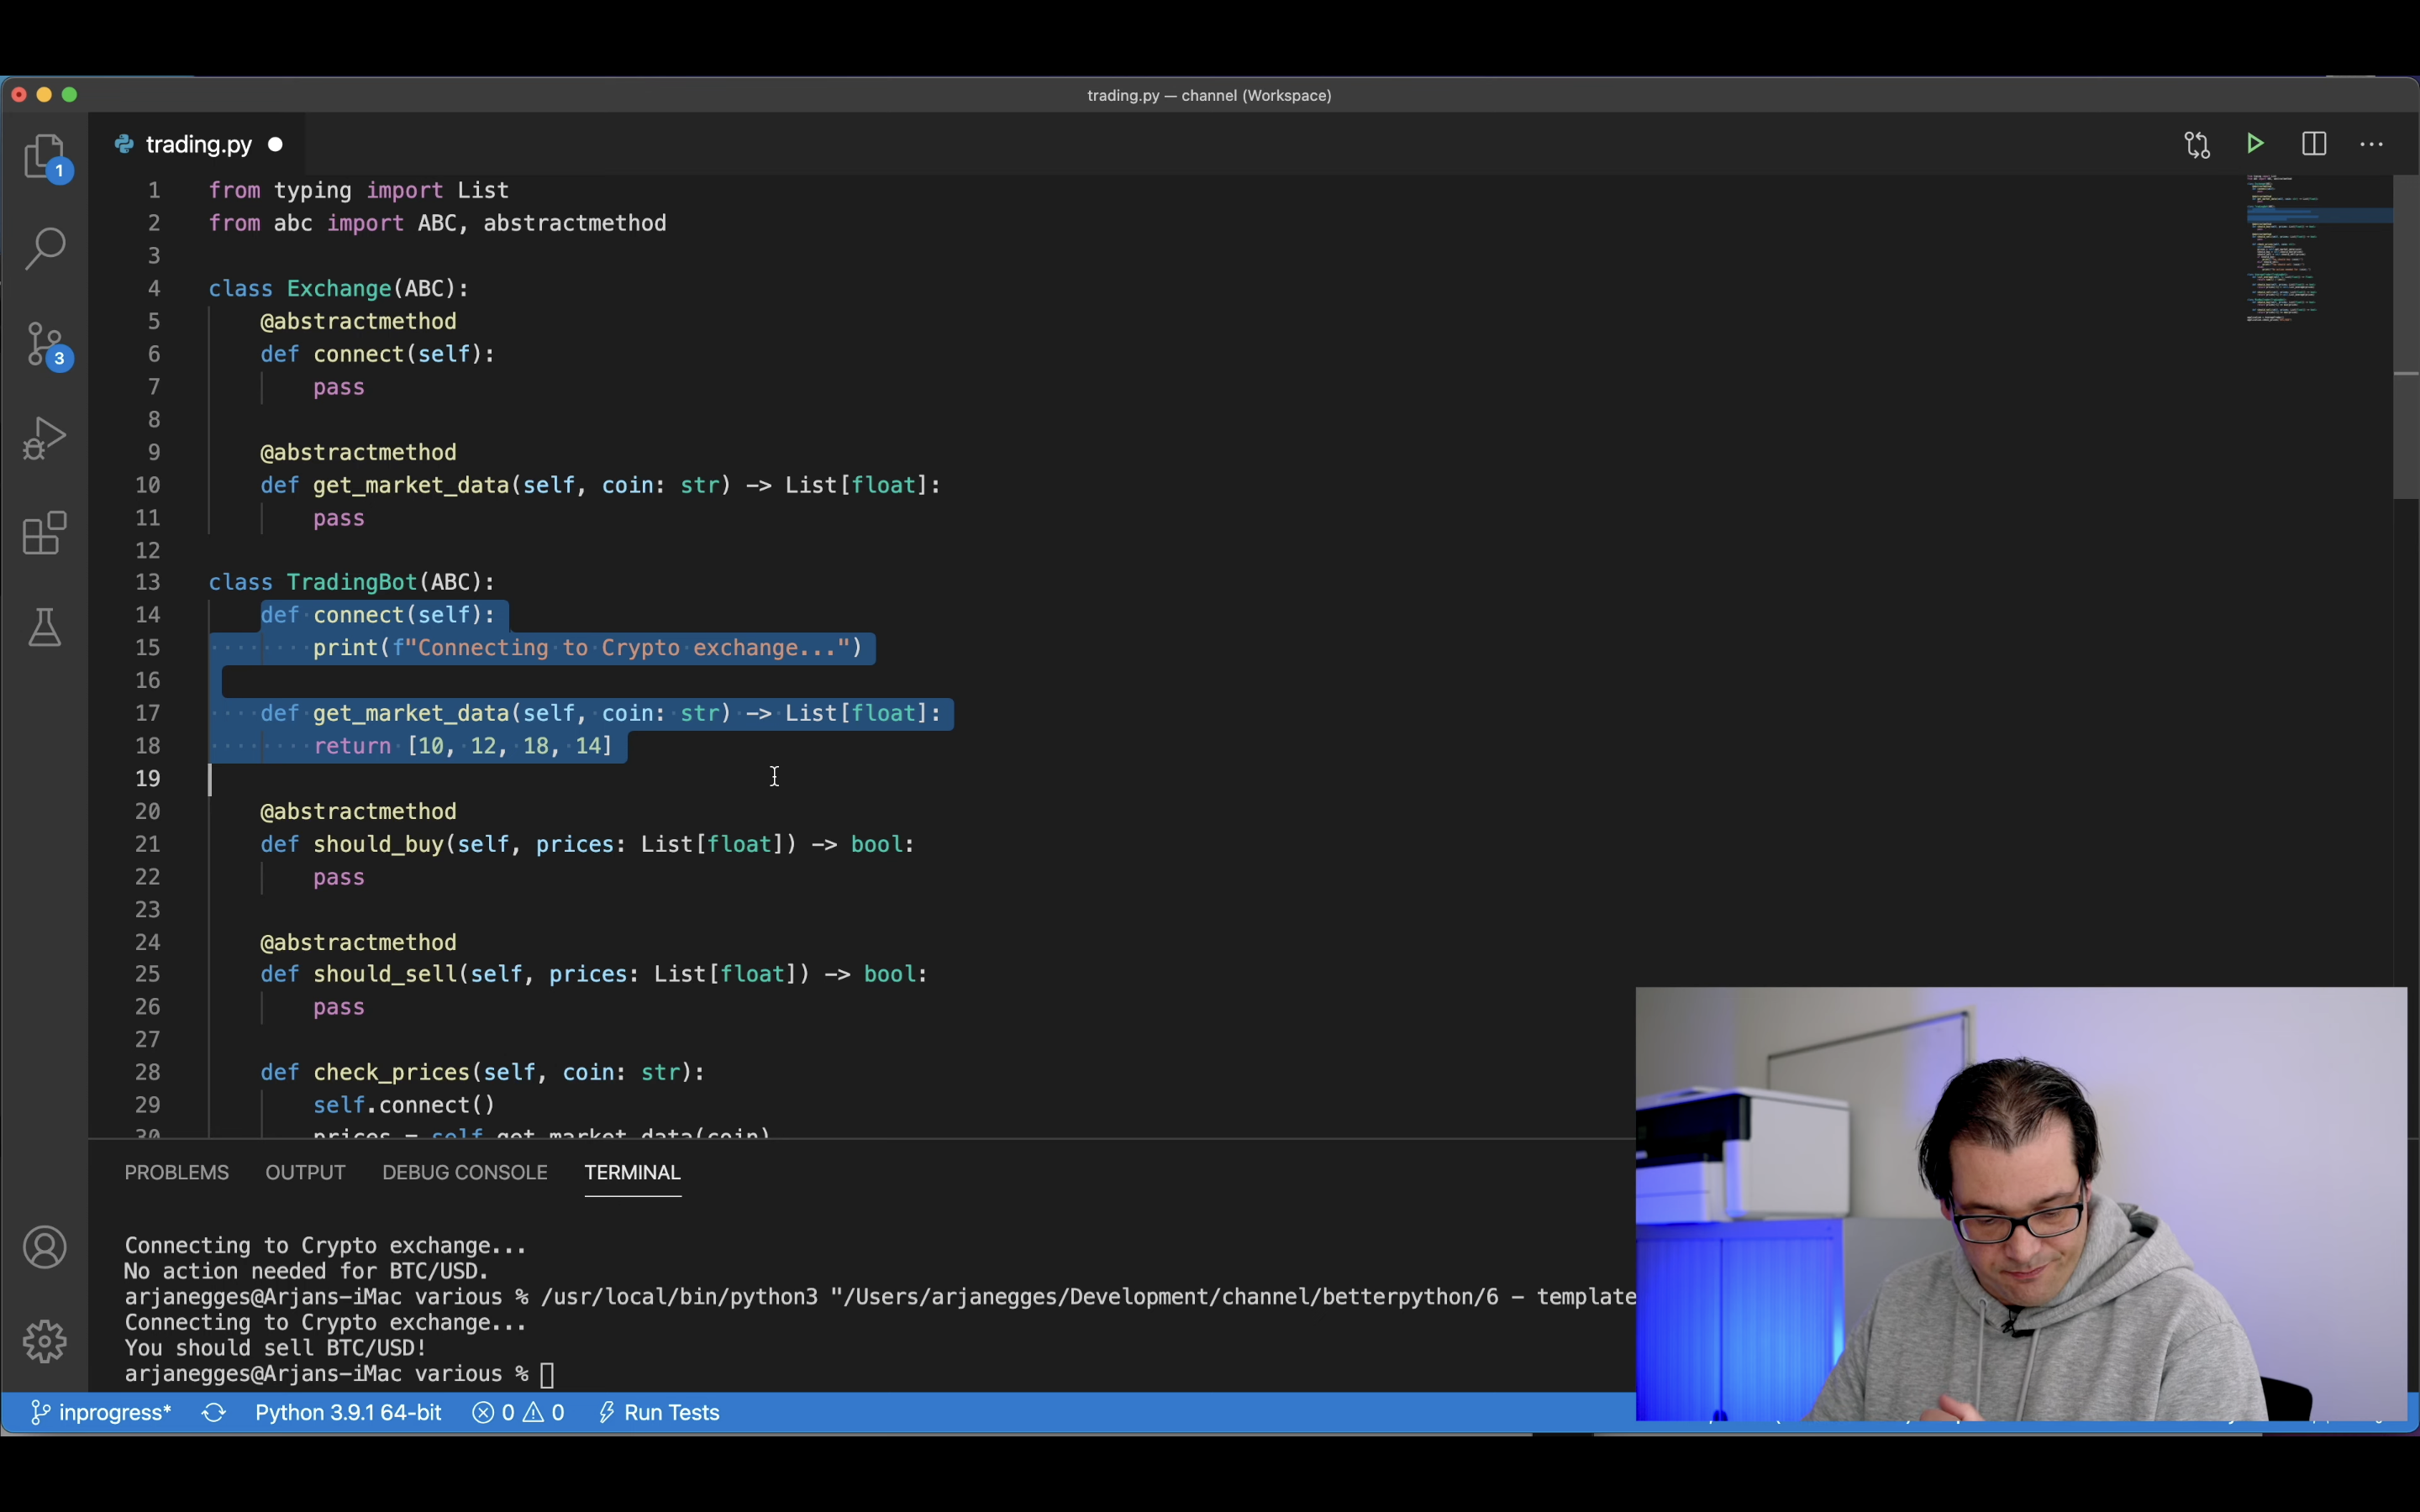 trading.py — channel (Workspace)
1
trading.py
3
1 from typing import List
2 from abc import ABC, abstractmethod
3
4 class Exchange(ABC):
5 @abstractmethod
6 def connect(self):
7 pass
8
9 @abstractmethod
10 def get_market_data(self, coin: str) -> List[float]:
11 pass
12
13 class TradingBot(ABC):
14 def connect(self):
15 print(f"Connecting to Crypto exchange...")
16
17 def get_market_data(self, coin: str) -> List[float]:
18 return [10, 12, 18, 14]
19
20 @abstractmethod
21 def should_buy(self, prices: List[float]) -> bool:
22 pass
23
24 @abstractmethod
25 def should_sell(self, prices: List[float]) -> bool:
26 pass
27
28 def check_prices(self, coin: str):
29 self.connect()
30 prices = self.get_market_data(coin)
PROBLEMS OUTPUT DEBUG CONSOLE TERMINAL
Connecting to Crypto exchange...
No action needed for BTC/USD.
arjanegges@Arjans-iMac various % /usr/local/bin/python3 "/Users/arjanegges/Development/channel/betterpython/6 - template
Connecting to Crypto exchange...
You should sell BTC/USD!
arjanegges@Arjans-iMac various %
inprogress* Python 3.9.1 64-bit 0 0 Run Tests